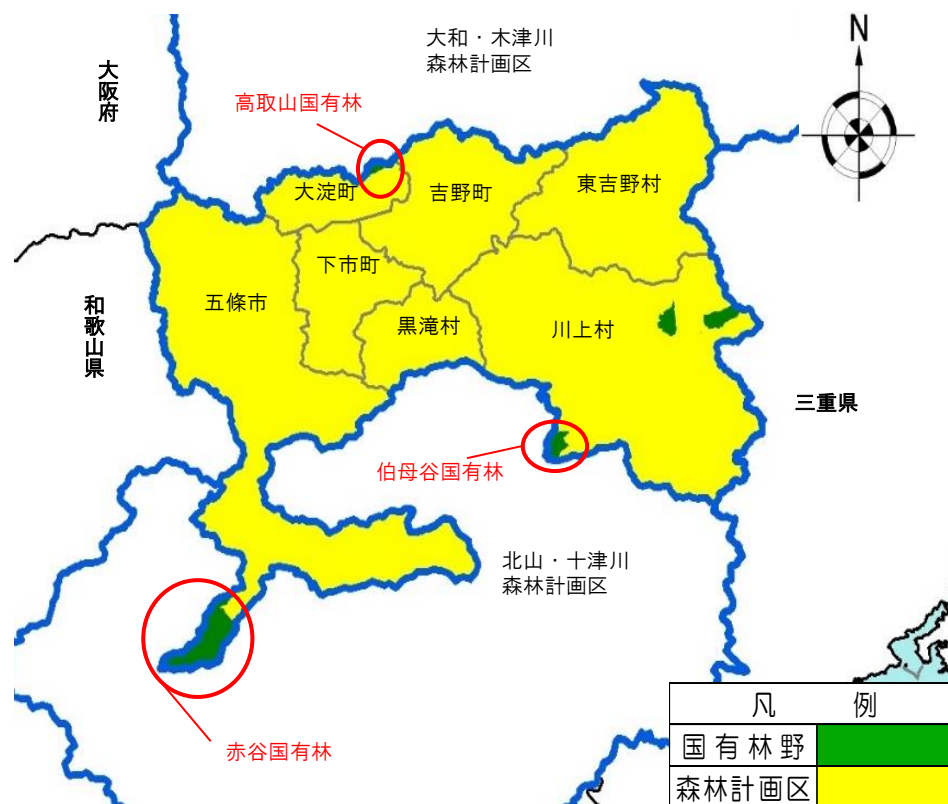 大和・木津川
森林計画区
N
大阪府
高取山国有林
大淀町
吉野町
東吉野村
下市町
五條市
和歌山県
黒滝村
川上村
三重県
伯母谷国有林
北山・十津川
森林計画区
赤谷国有林
凡例
国有林野
森林計画区